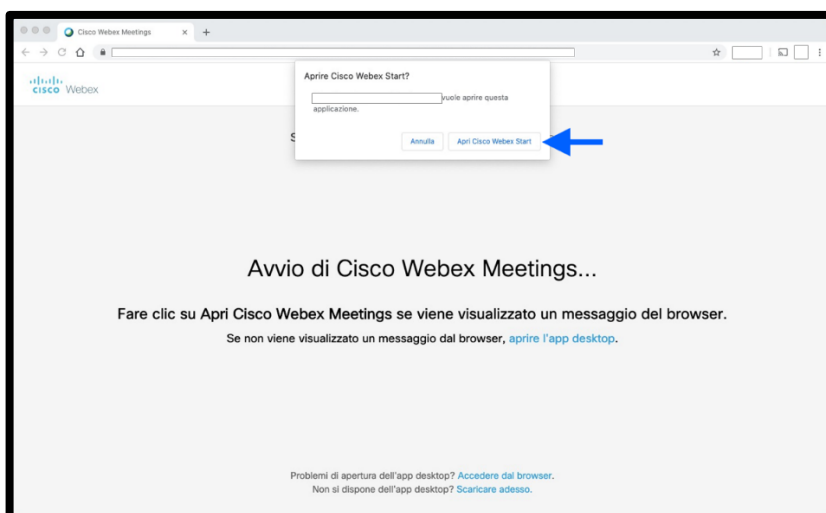 Cisco Webex Meetings
cisco Webex
Aprire Cisco Webex Start?
vuole aprire questa
applicazione.
Annulla
Apri Cisco Webex Start
Avvio di Cisco Webex Meetings...
Fare clic su Apri Cisco Webex Meetings se viene visualizzato un messaggio del browser.
Se non viene visualizzato un messaggio dal browser, aprire l'app desktop.
Problemi di apertura dell'app desktop? Accedere dal browser.
Non si dispone dell'app desktop? Scaricare adesso.